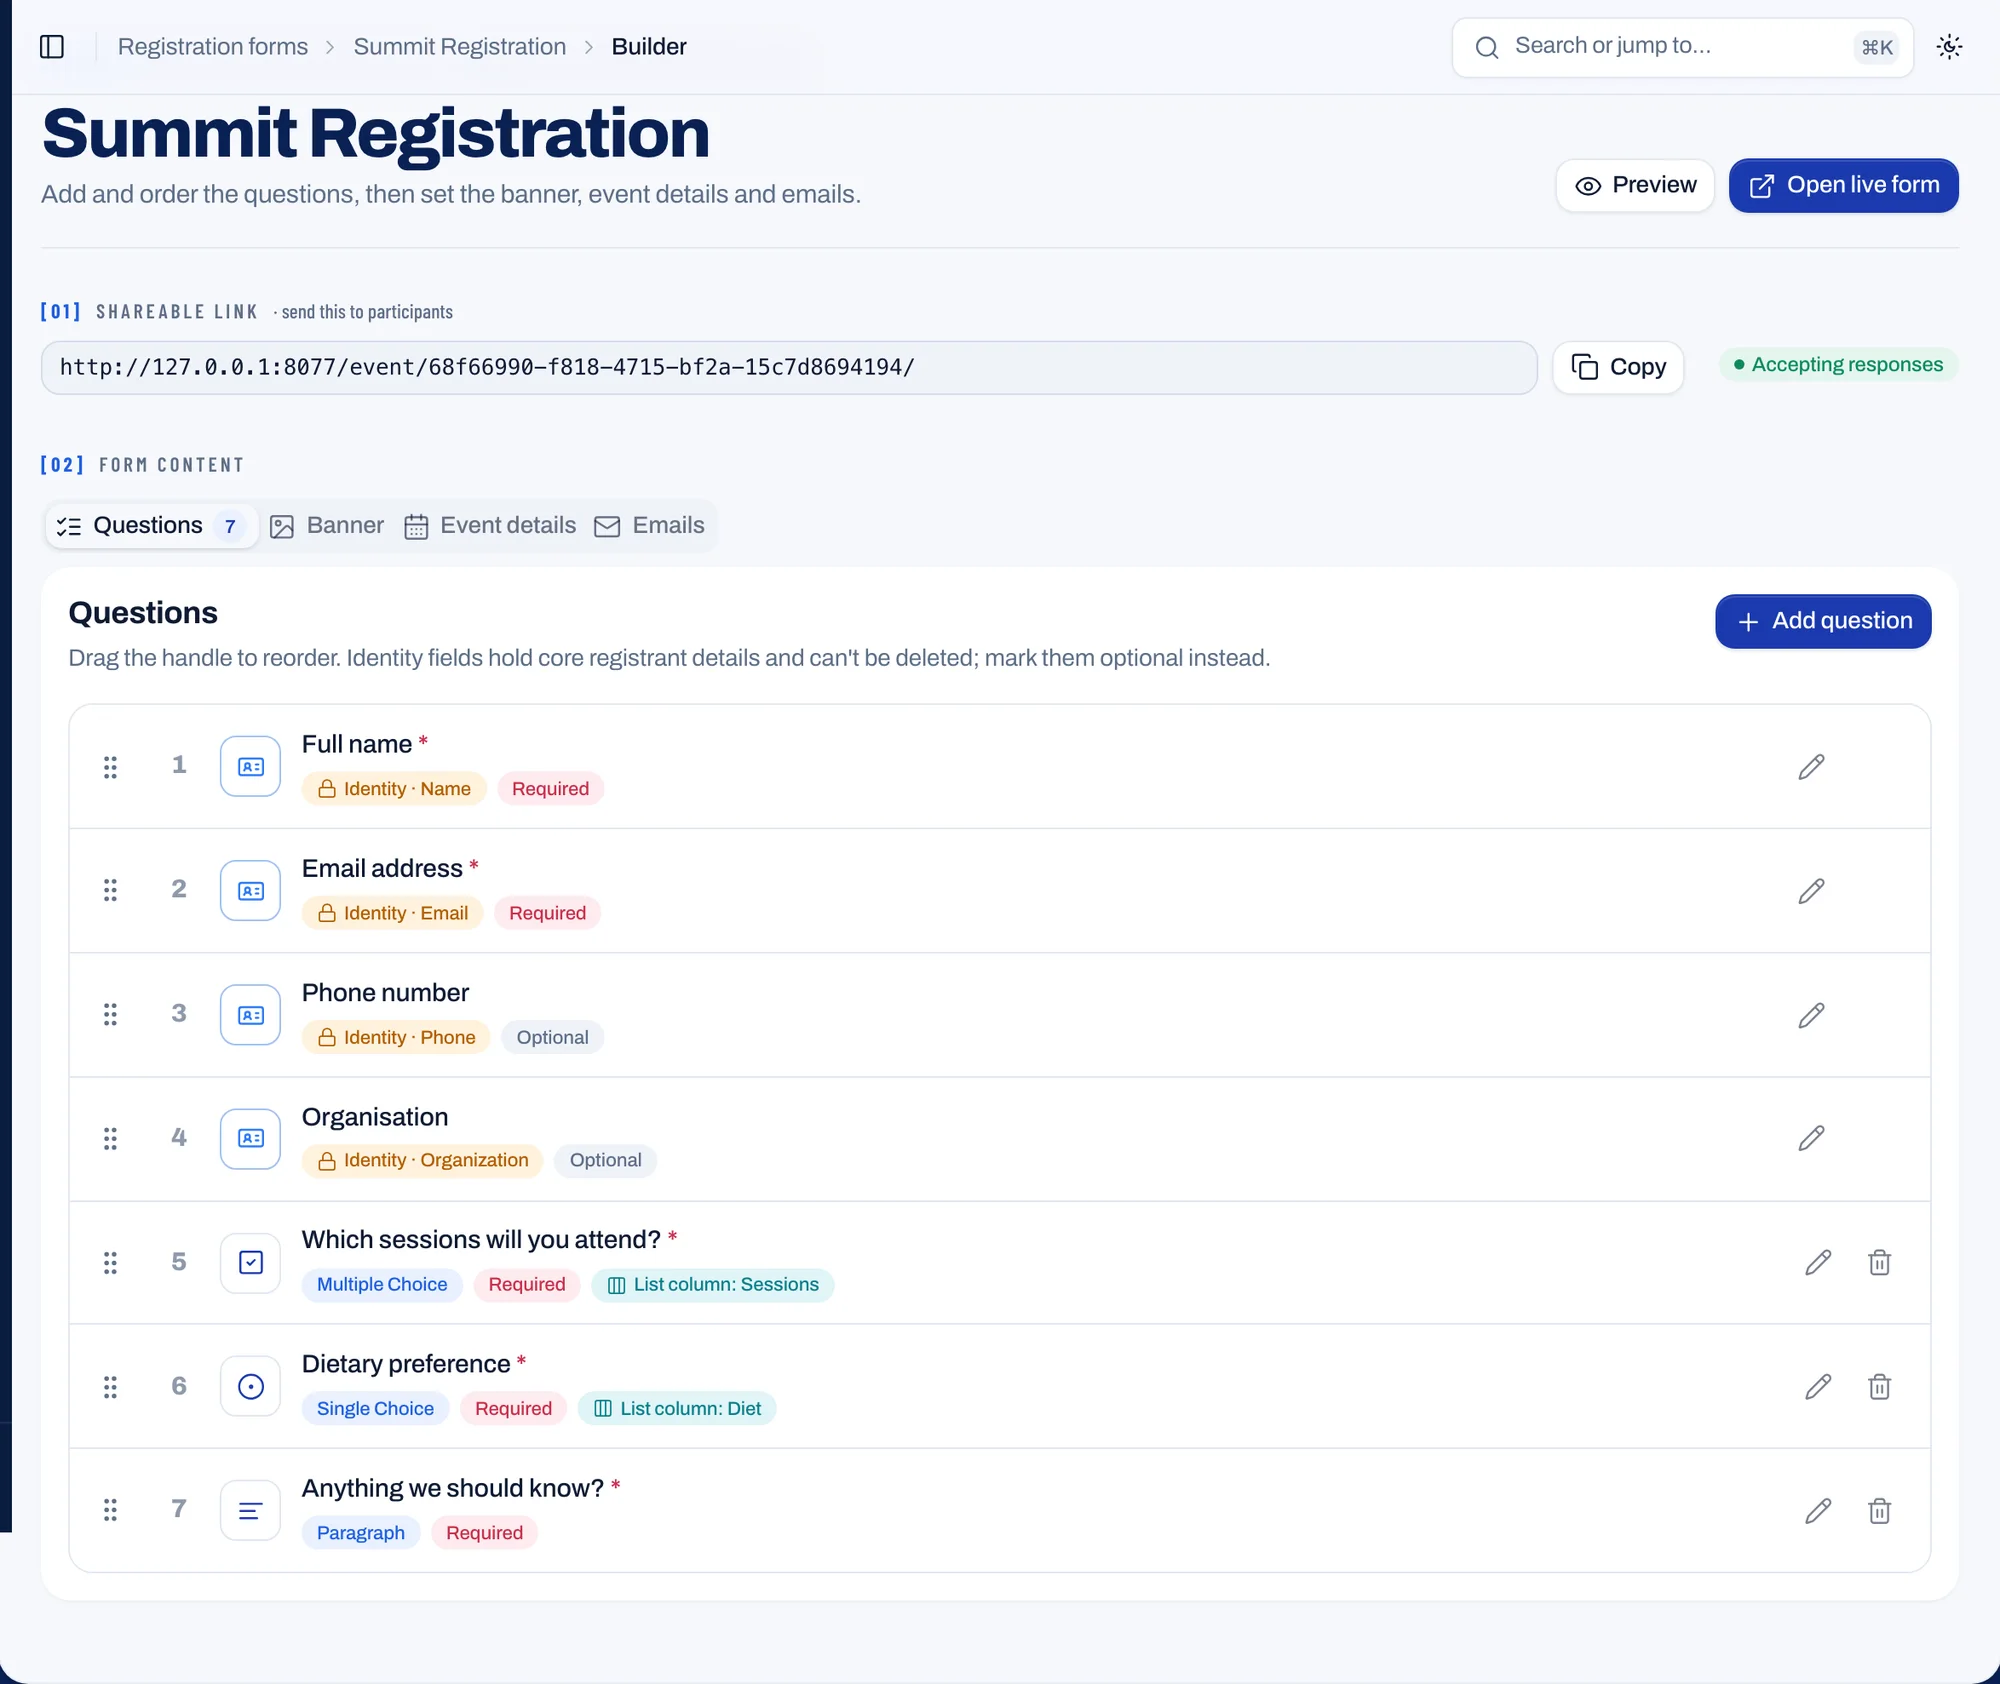 Registration forms > Summit Registration > Builder
Search or jump to... ⌘K
Summit Registration
Add and order the questions, then set the banner, event details and emails.
Preview
Open live form
[01] SHAREABLE LINK · send this to participants
http://127.0.0.1:8077/event/68f66990-f818-4715-bf2a-15c7d8694194/
Copy
Accepting responses
[02] FORM CONTENT
Questions 7 Banner Event details Emails
Questions
Add question
Drag the handle to reorder. Identity fields hold core registrant details and can't be deleted; mark them optional instead.
1 Full name *
Identity · Name Required
2 Email address *
Identity · Email Required
3 Phone number
Identity · Phone Optional
4 Organisation
Identity · Organization Optional
5 Which sessions will you attend? *
Multiple Choice Required List column: Sessions
6 Dietary preference *
Single Choice Required List column: Diet
7 Anything we should know? *
Paragraph Required